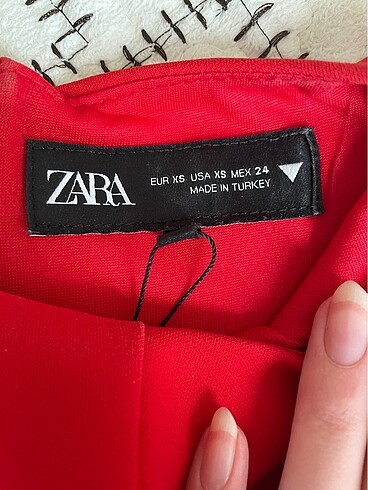 ZARA
EUR XS USA XS MEX 24
MADE IN TURKEY